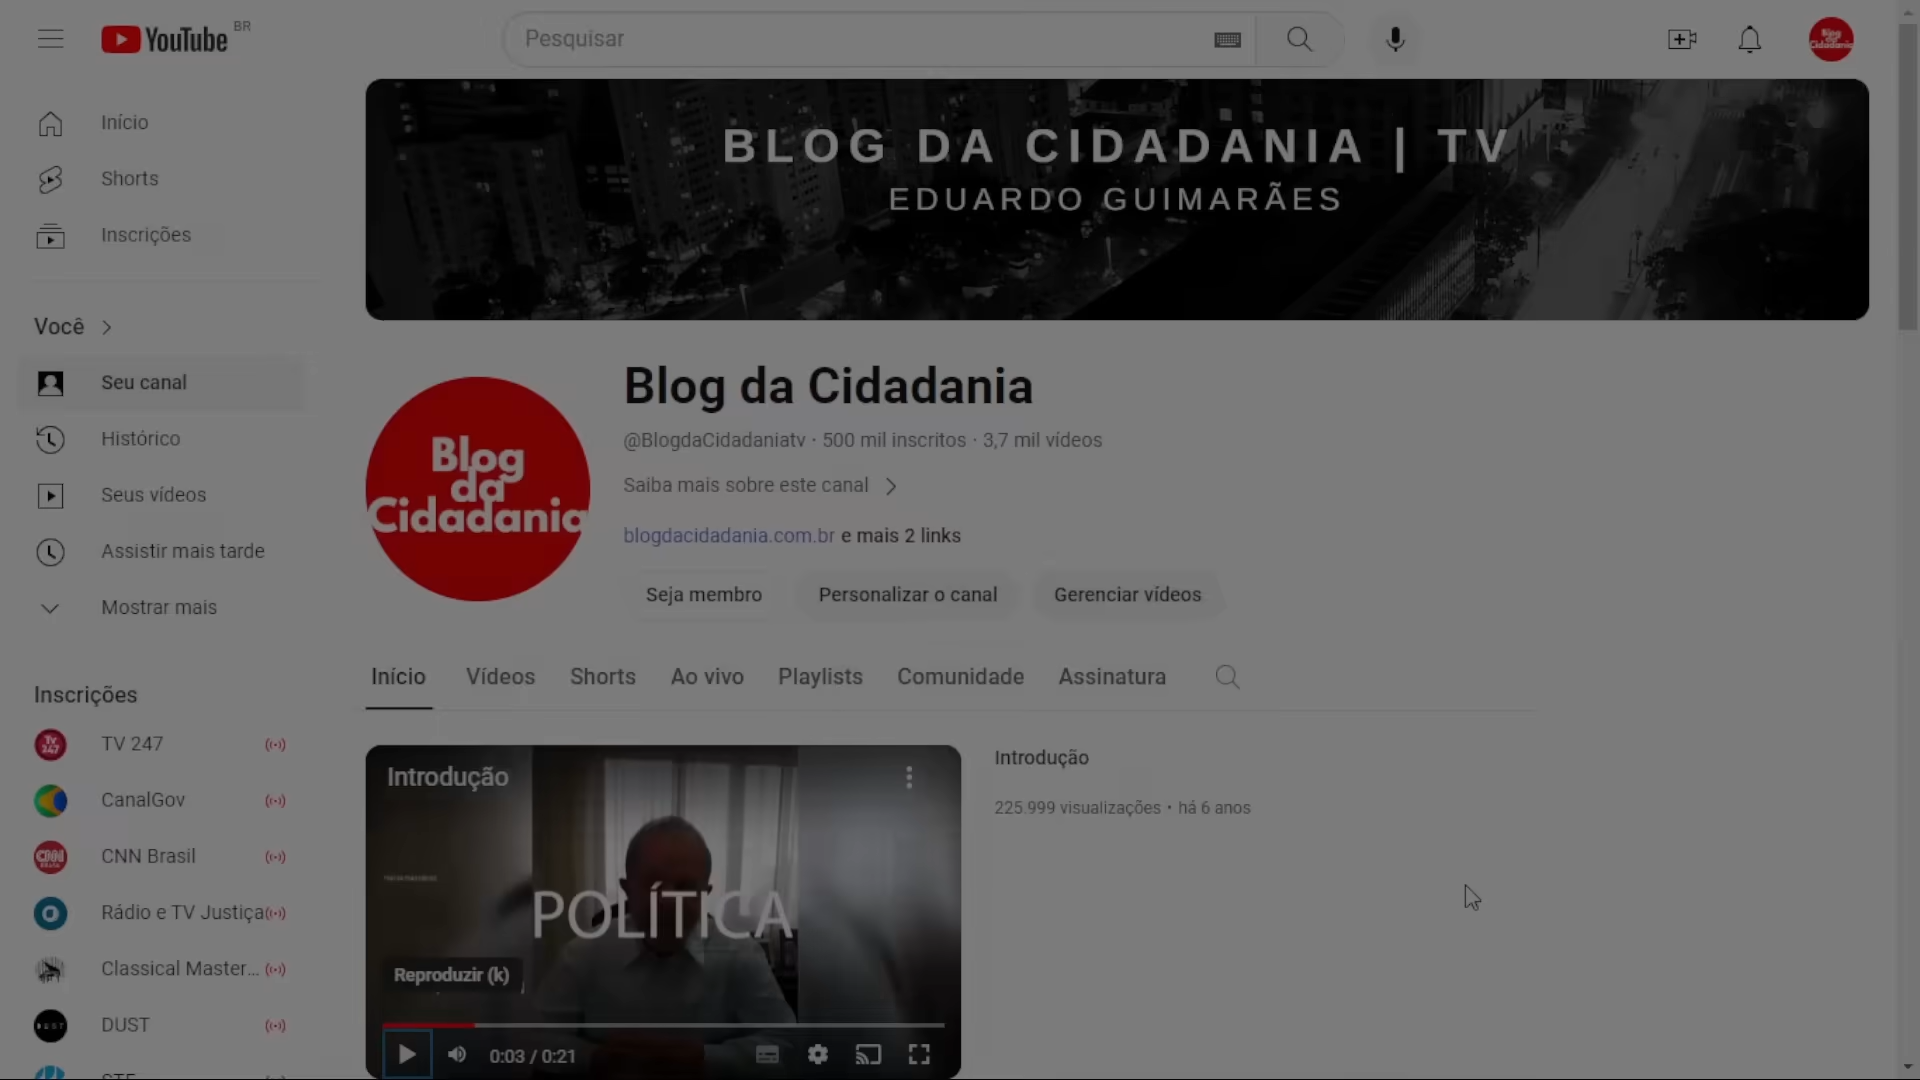 YouTube BR
Pesquisar
Início
Shorts
Inscrições
Você
Seu canal
Histórico
Seus vídeos
Assistir mais tarde
Mostrar mais
Inscrições
TV 247
CanalGov
CNN Brasil
Rádio e TV Justiça
Classical Master...
DUST
BLOG DA CIDADANIA | TV
EDUARDO GUIMARÃES
Blog
da
Cidadania
Blog da Cidadania
@BlogdaCidadaniatv · 500 mil inscritos · 3,7 mil vídeos
Saiba mais sobre este canal
blogdacidadania.com.br e mais 2 links
Seja membro
Personalizar o canal
Gerenciar vídeos
Início
Vídeos
Shorts
Ao vivo
Playlists
Comunidade
Assinatura
Introdução
POLÍTICA
Reproduzir (k)
0:03 / 0:21
Introdução
225.999 visualizações • há 6 anos